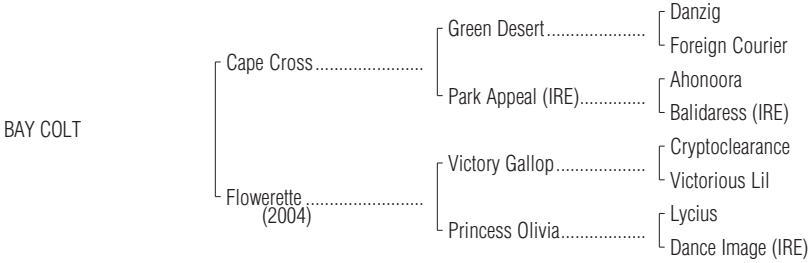 Danzig
Green Desert......................
Foreign Courier
Cape Cross.......................
Ahonoora
Park Appeal (IRE)...............
Balidaress (IRE)
BAY COLT
Cryptoclearance
Victory Gallop....................
Victorious Lil
Flowerette.........................
(2004)
Lycius
Princess Olivia...................
Dance Image (IRE)